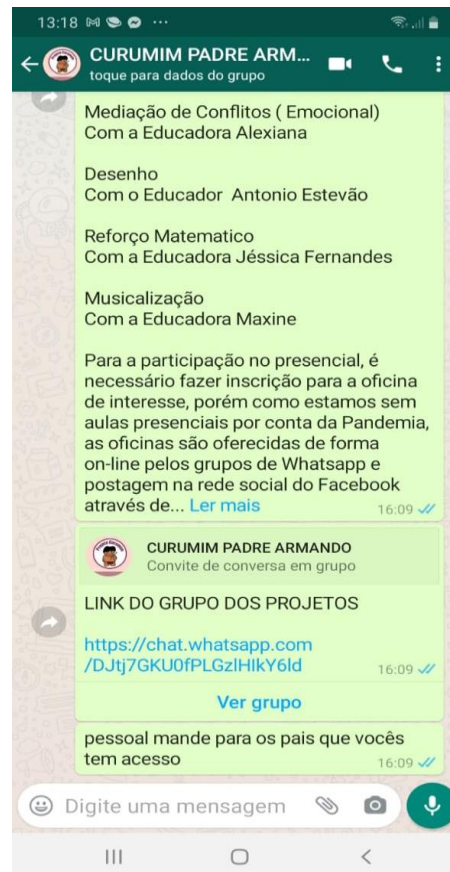 13:18
CURUMIM PADRE ARM...
toque para dados do grupo
Mediação de Conflitos ( Emocional)
Com a Educadora Alexiana
Desenho
Com o Educador Antonio Estevão
Reforço Matematico
Com a Educadora Jéssica Fernandes
Musicalização
Com a Educadora Maxine
Para a participação no presencial, é
necessário fazer inscrição para a oficina
de interesse, porém como estamos sem
aulas presenciais por conta da Pandemia,
as oficinas são oferecidas de forma
on-line pelos grupos de Whatsapp e
postagem na rede social do Facebook
através de... Ler mais
16:09
CURUMIM PADRE ARMANDO
Convite de conversa em grupo
LINK DO GRUPO DOS PROJETOS
https://chat.whatsapp.com
/DJtj7GKU0fPLGzlHIkY6ld
16:09
Ver grupo
pessoal mande para os pais que vocês
tem acesso
16:09
Digite uma mensagem